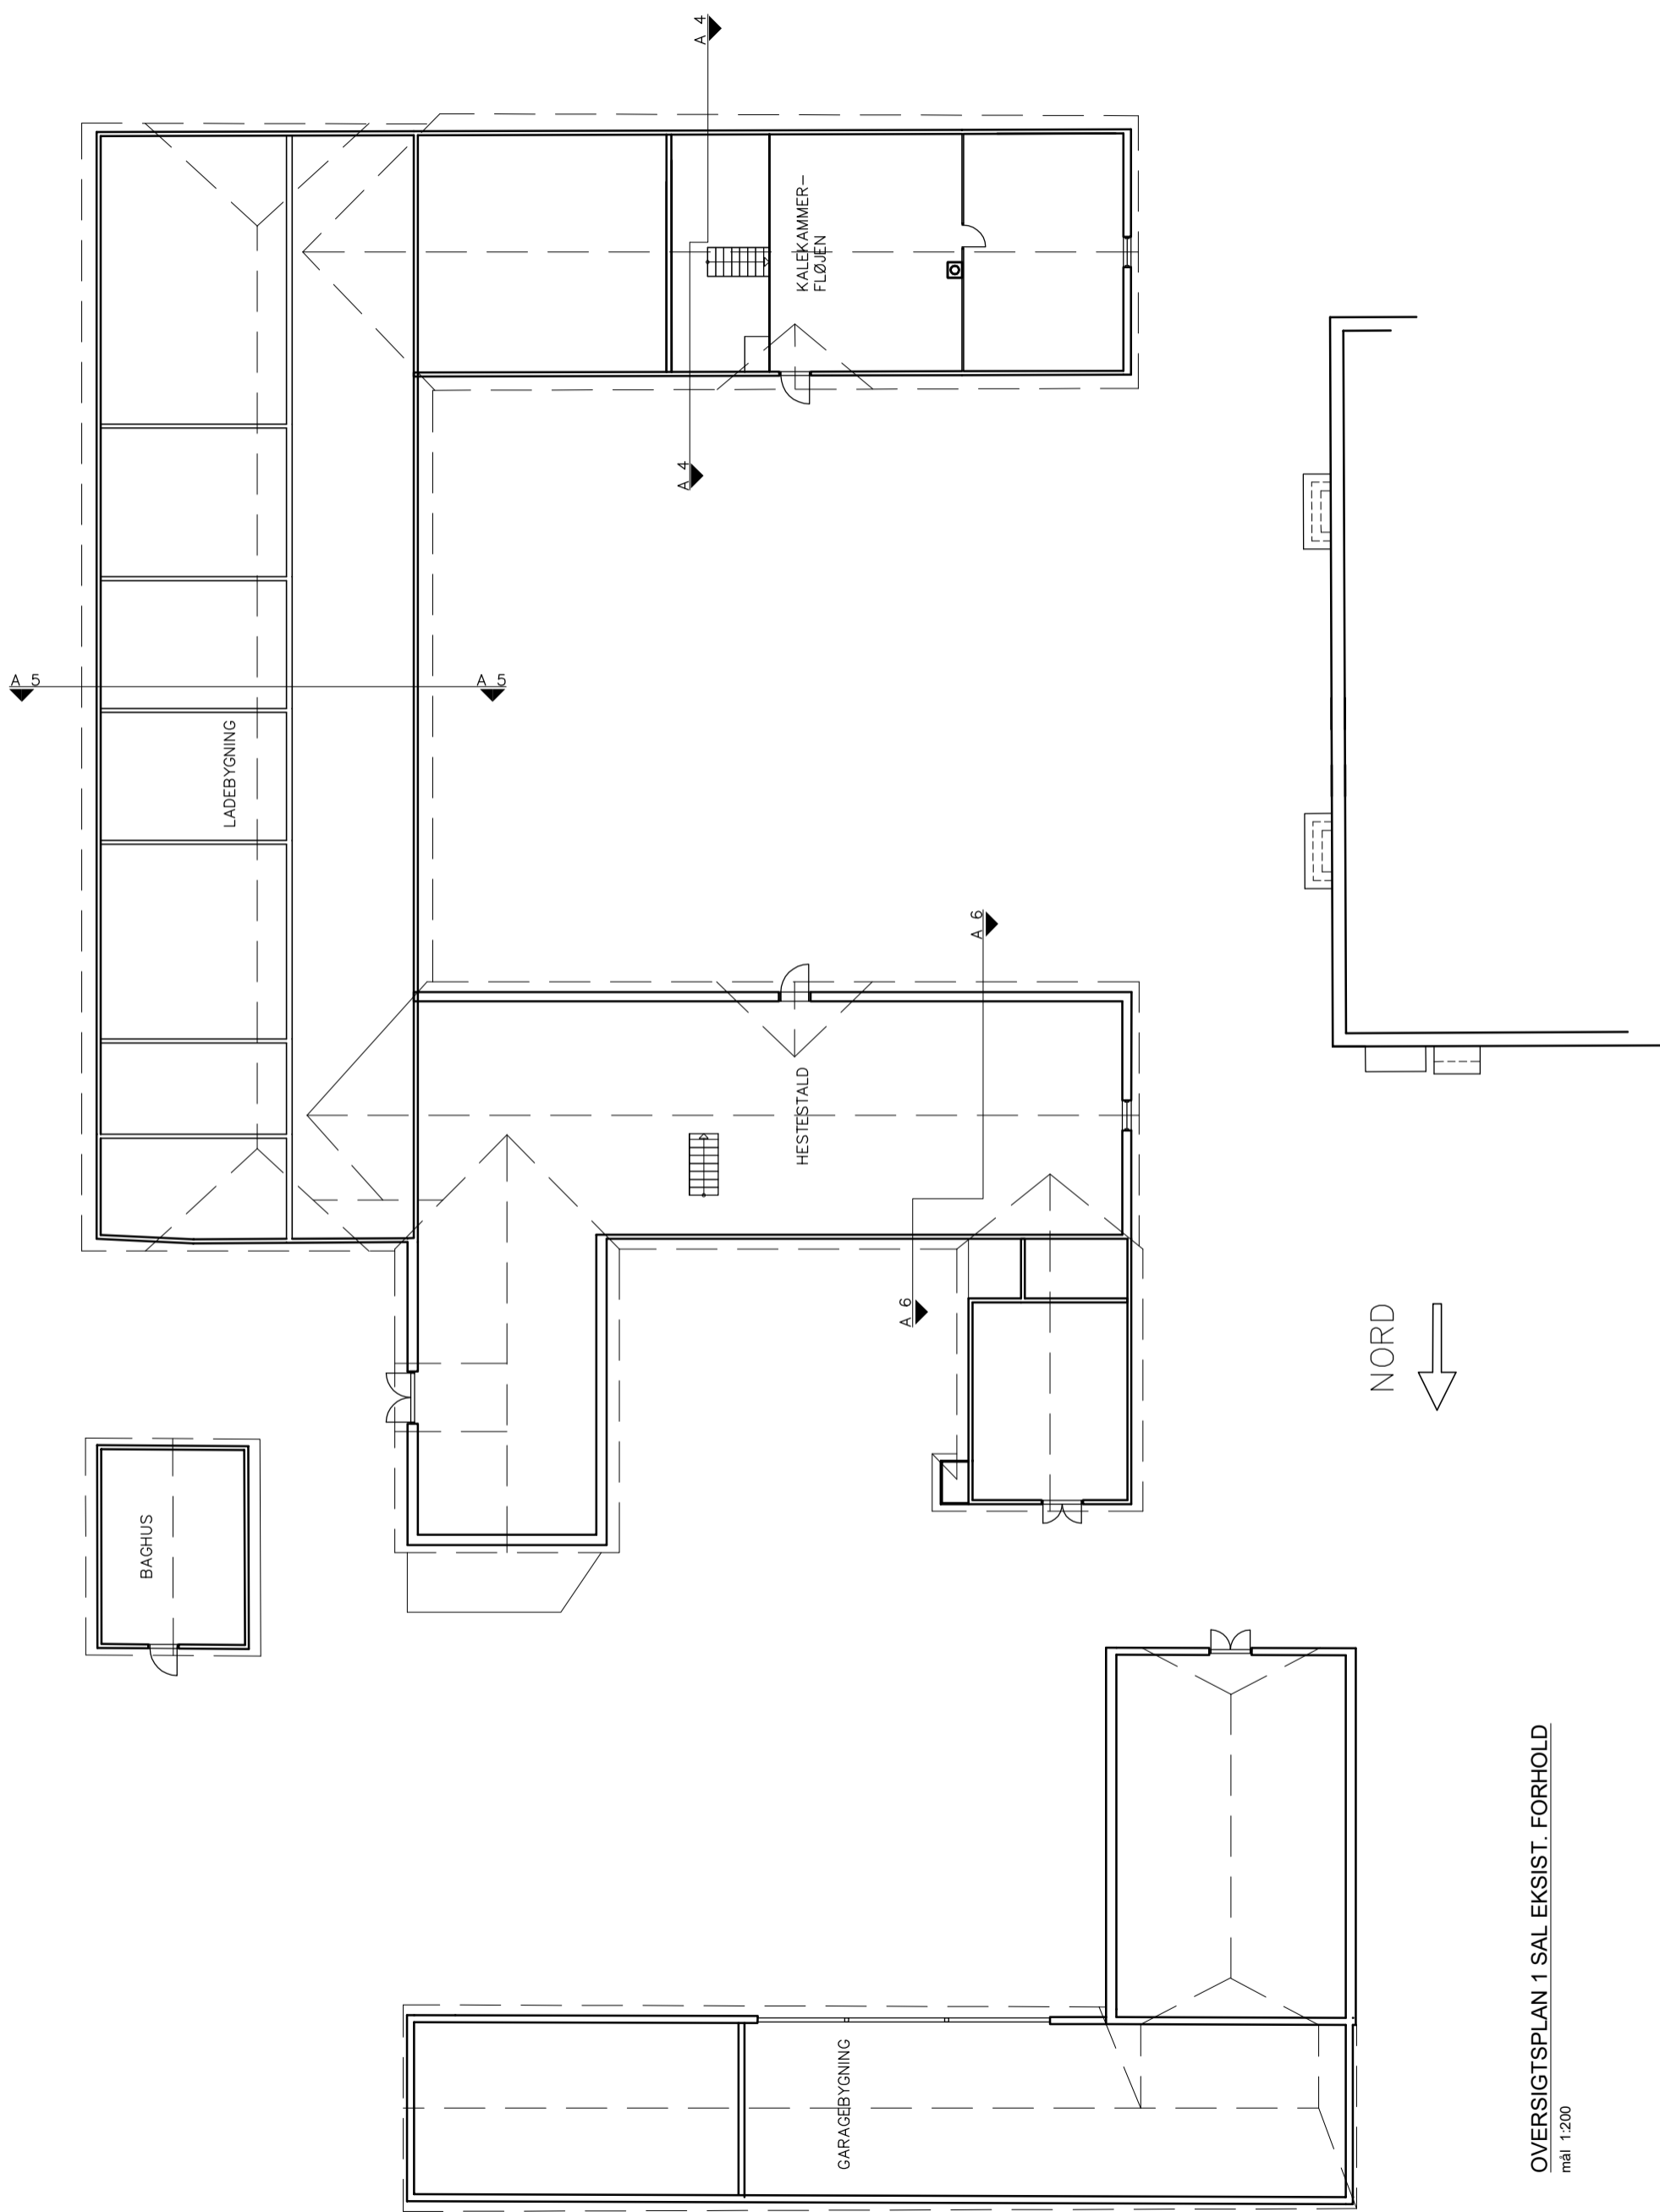 A 4
KALEKAMMER-
FLØJEN
A 4
A 5
A 5
LADEBYGNING
A 6
HESTESTALD
A 6
NORD
BAGHUS
GARAGEBYGNING
OVERSIGTSPLAN 1 SAL EKSIST. FORHOLD
mål 1:200